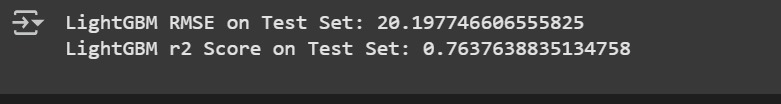 LightGBM RMSE on Test Set: 20.197746606555825
LightGBM r2 Score on Test Set: 0.7637638835134758